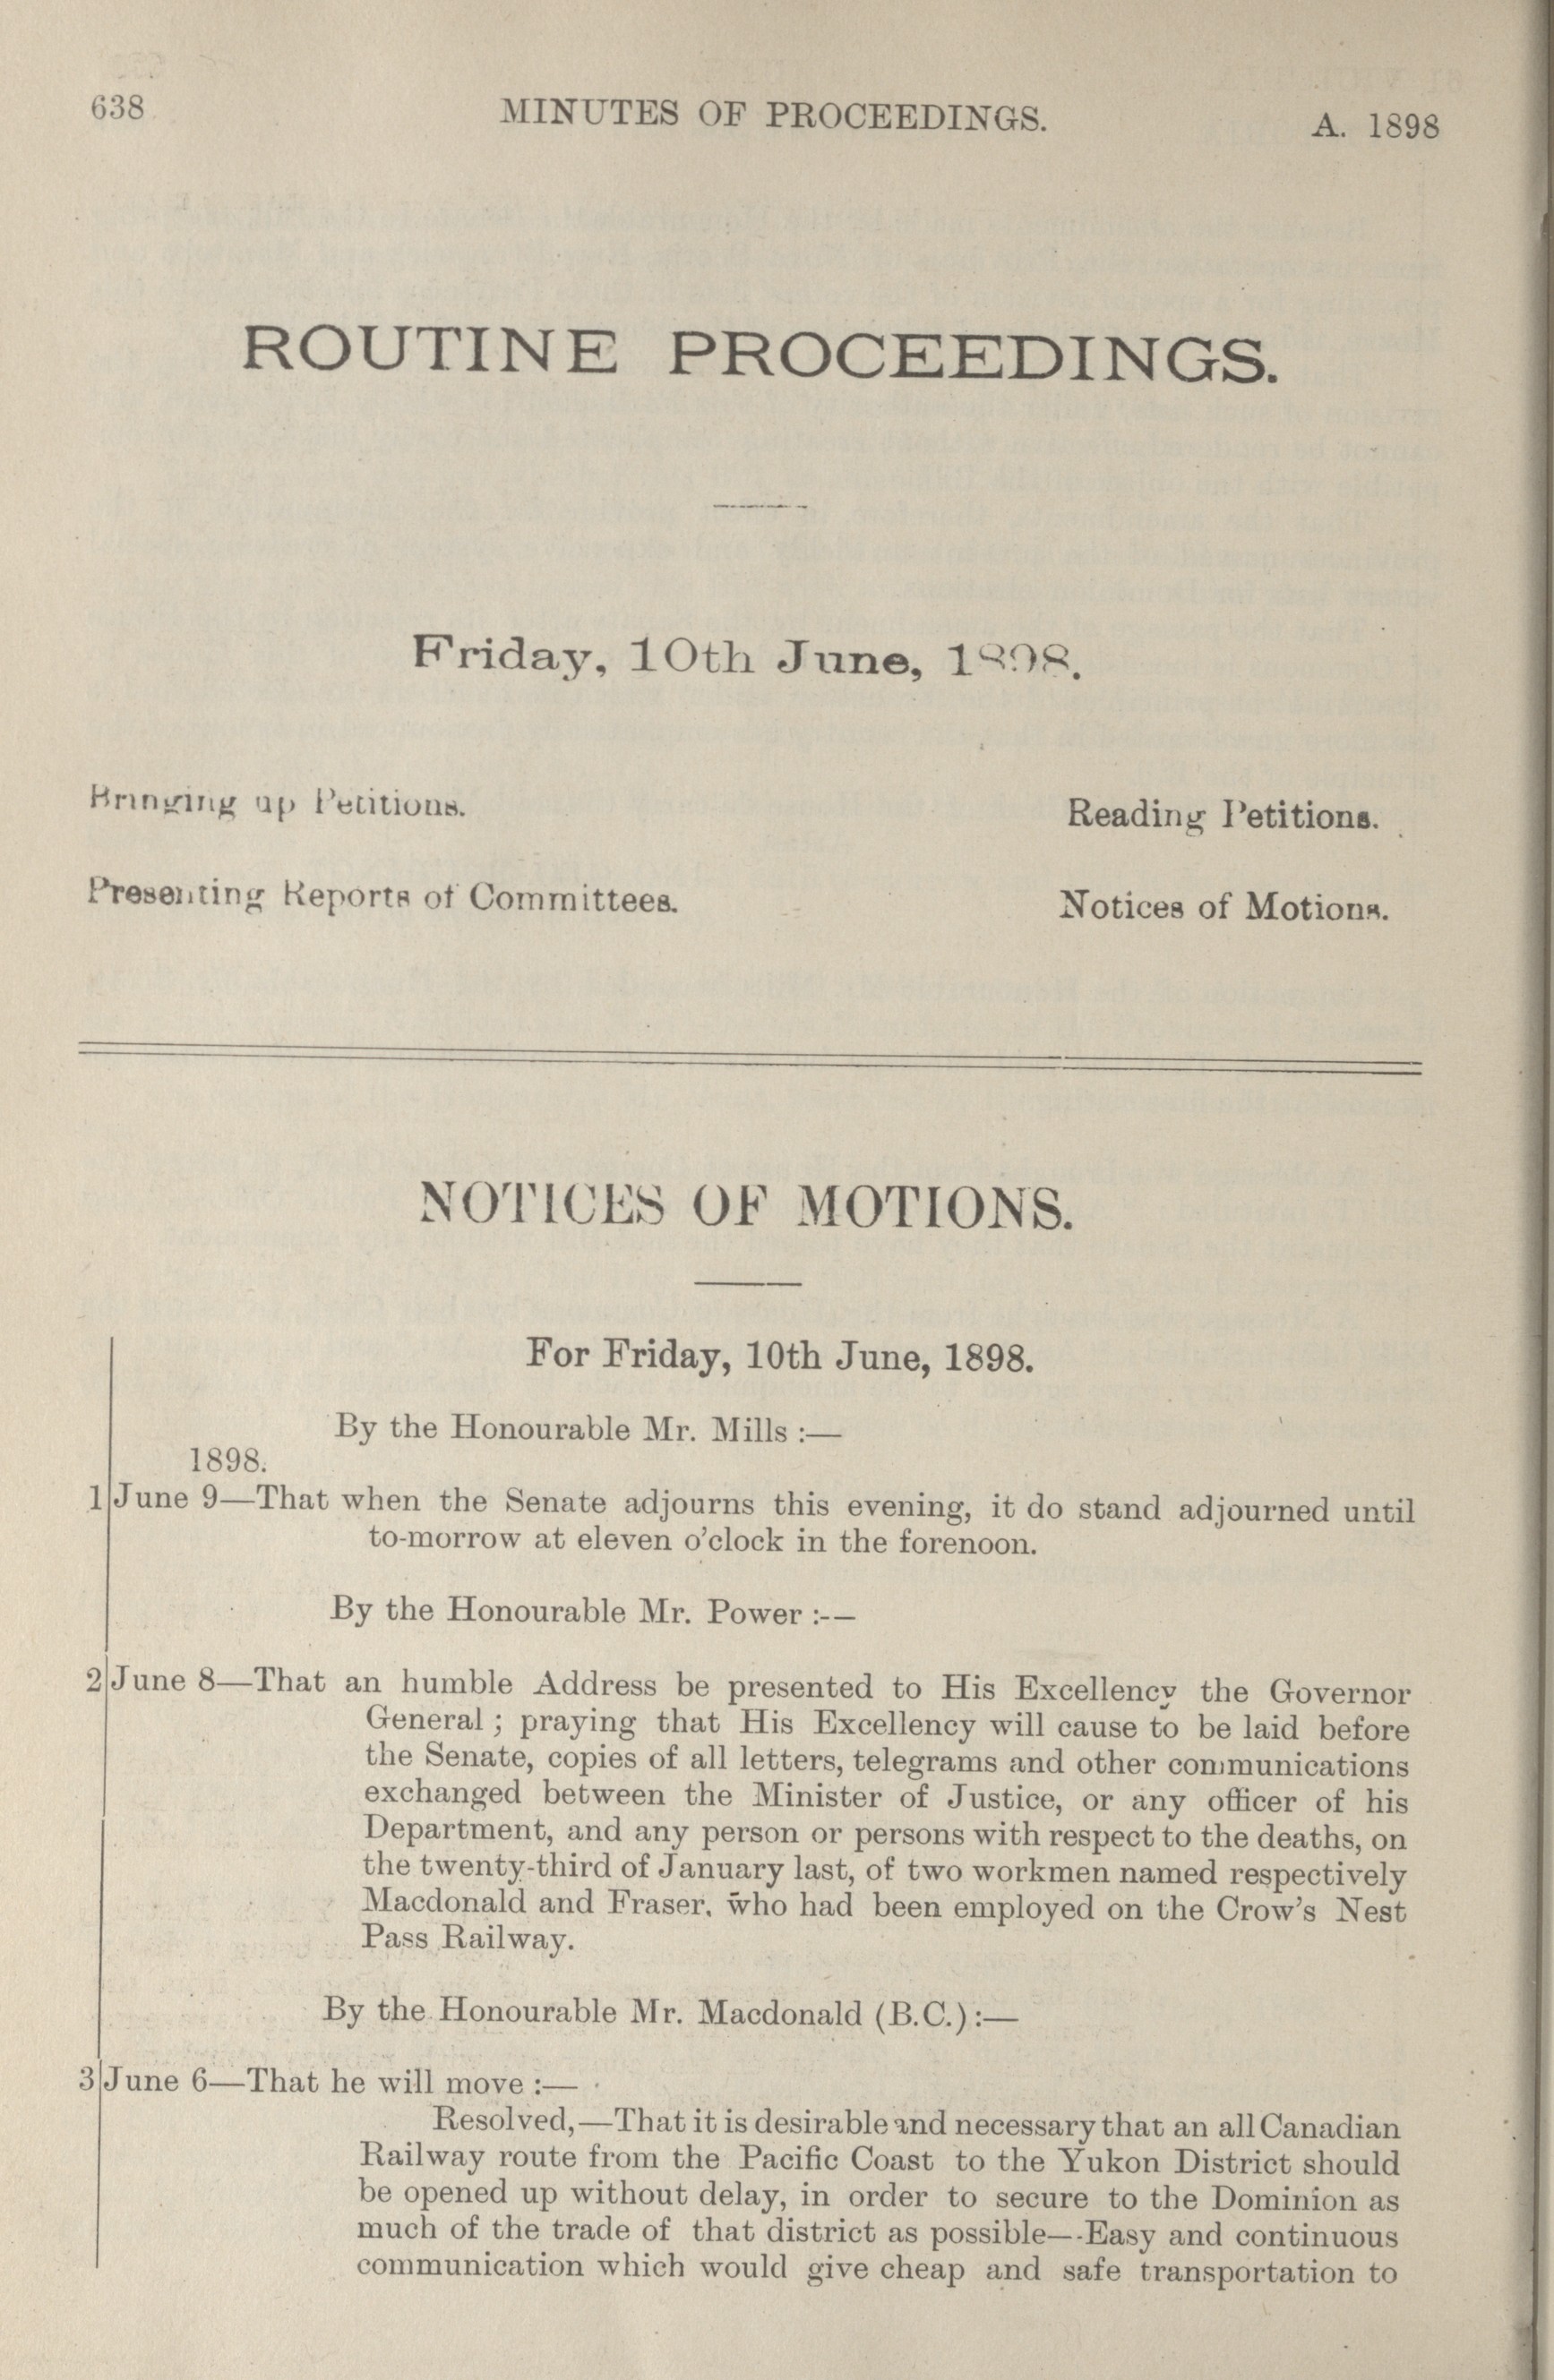 638 MINUTES OF PROCEEDINGS. A. 1898
ROUTINE PROCEEDINGS.
Friday, 10th June, 1898.
Bringing up Petitions. Reading Petitions.
Presenting Reports of Committees. Notices of Motions.
NOTICES OF MOTIONS.
For Friday, 10th June, 1898.
By the Honourable Mr. Mills :—
1898.
1 June 9—That when the Senate adjourns this evening, it do stand adjourned until
to-morrow at eleven o'clock in the forenoon.
By the Honourable Mr. Power :--
2 June 8—That an humble Address be presented to His Excellency the Governor
General ; praying that His Excellency will cause to be laid before
the Senate, copies of all letters, telegrams and other communications
exchanged between the Minister of Justice, or any officer of his
Department, and any person or persons with respect to the deaths, on
the twenty-third of January last, of two workmen named respectively
Macdonald and Fraser, who had been employed on the Crow's Nest
Pass Railway.
By the Honourable Mr. Macdonald (B.C.) :—
3 June 6—That he will move :—
Resolved,—That it is desirable and necessary that an all Canadian
Railway route from the Pacific Coast to the Yukon District should
be opened up without delay, in order to secure to the Dominion as
much of the trade of that district as possible—-Easy and continuous
communication which would give cheap and safe transportation to